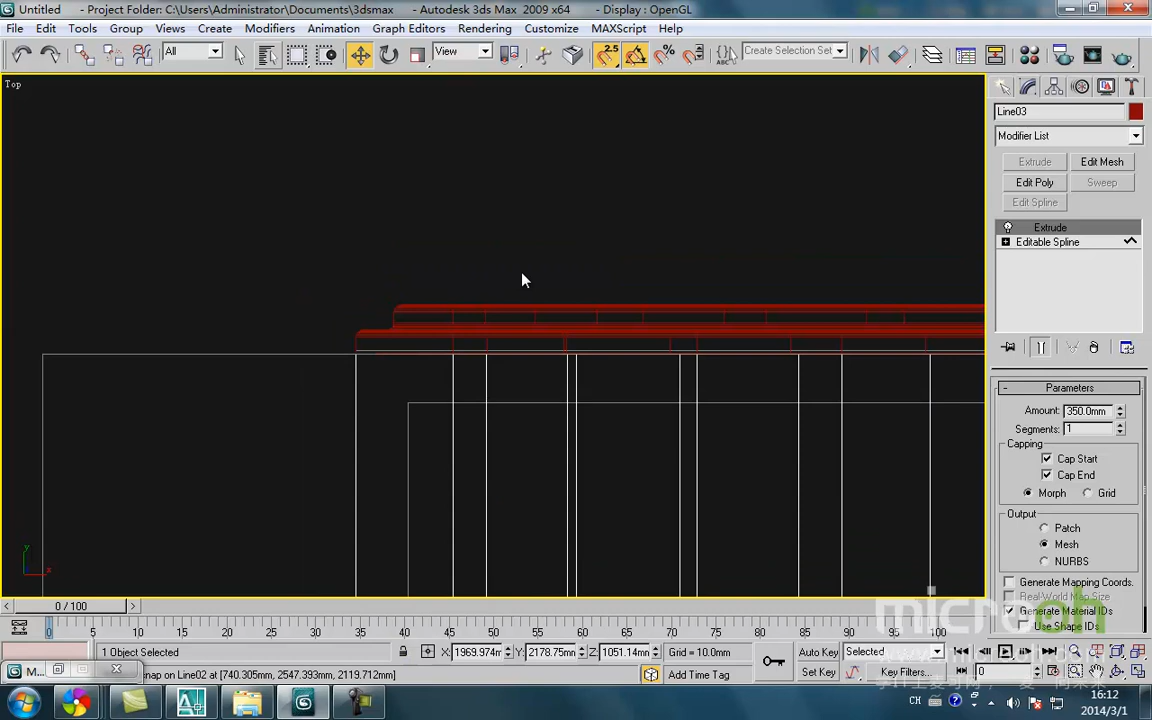 Untitled - Project Folder: C:\Users\Administrator\Documents\3dsmax - Autodesk 3ds Max 2009 x64 - Display : OpenGL
File Edit Tools Group Views Create Modifiers Animation Graph Editors Rendering Customize MAXScript Help
All View 2.5 ABC Create Selection Set
Top
Line03
Modifier List
Extrude Edit Mesh
Edit Poly Sweep
Edit Spline
Extrude
Editable Spline
- Parameters
Amount: 350.0mm
Segments: 1
Capping
Cap Start
Cap End
Morph Grid
Output
Patch
Mesh
NURBS
Generate Mapping Coords.
Real-World Map Size
Generate Material IDs
Use Shape IDs
y
x
0 / 100
0 5 10 15 20 25 30 35 40 45 50 55 60 65 70 75 80 85 90 95 100
1 Object Selected X: 1969.974m Y: 2178.75m Z: 1051.14m Grid = 10.0mm Auto Key Selected
M... snap on Line02 at [740.305mm, 2547.393mm, 2119.712mm] Add Time Tag Set Key Key Filters... 0
CH 16:12
2014/3/1